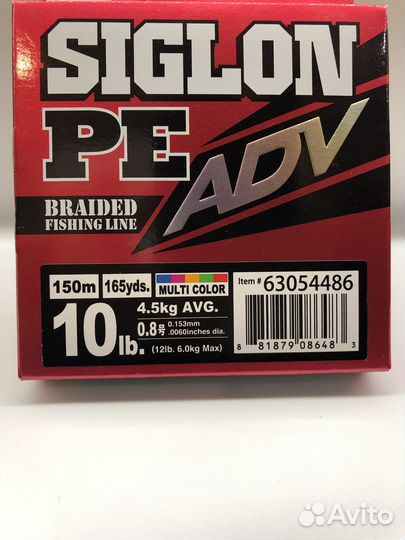 SIGLON
PE
ADV
BRAIDED
FISHING LINE
150m 165yds. MULTI COLOR
Item # 63054486
10lb.
4.5kg AVG.
0.8号 0.153mm
.0060inches dia.
(12lb. 6.0kg Max)
8 81879 08648 3
Avito